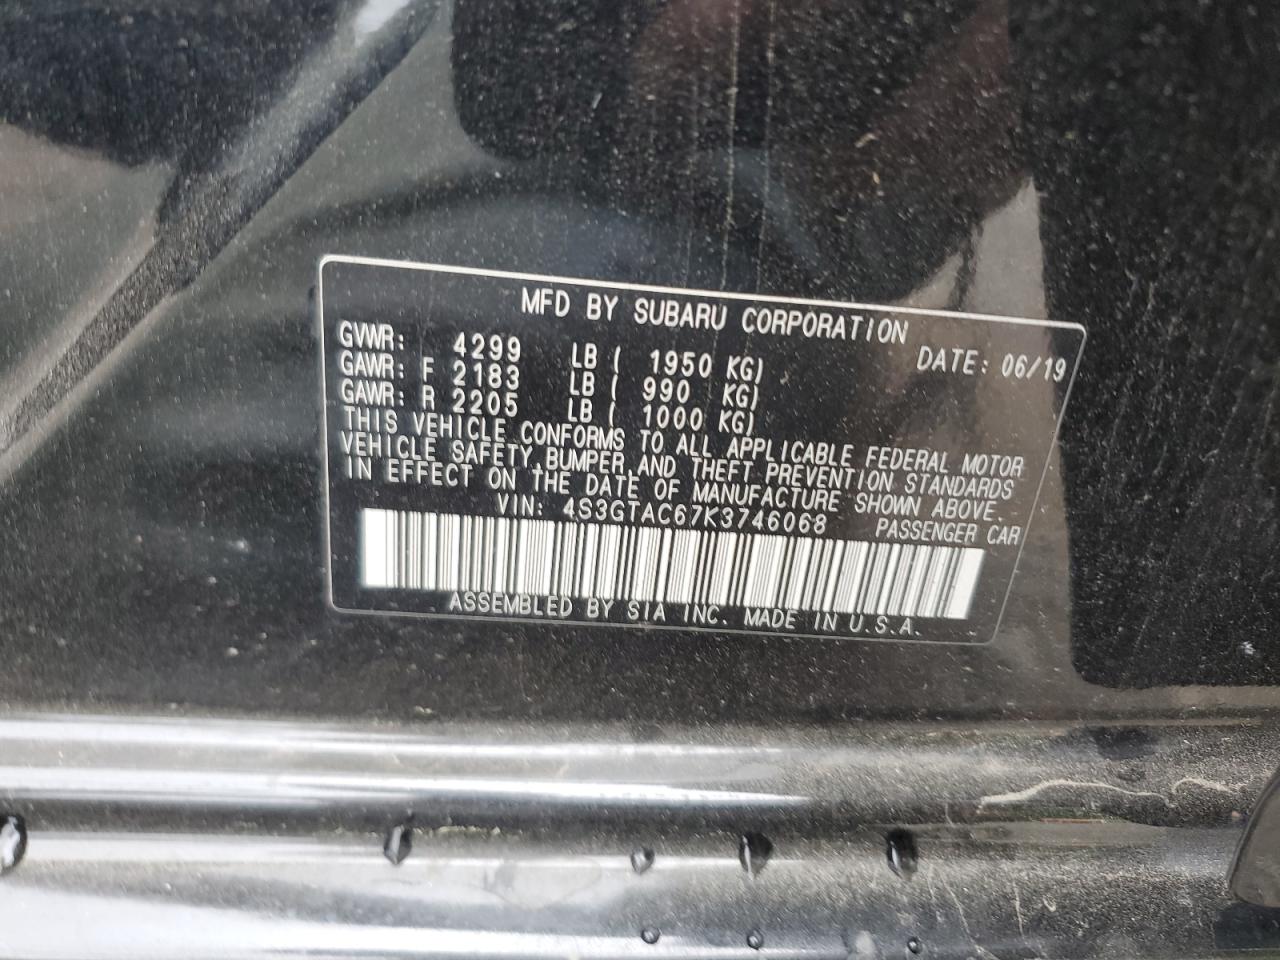 MFD BY SUBARU CORPORATION
GVWR: 4299 LB ( 1950 KG) DATE: 06/19
GAWR: F 2183 LB ( 990 KG)
GAWR: R 2205 LB ( 1000 KG)
THIS VEHICLE CONFORMS TO ALL APPLICABLE FEDERAL MOTOR
VEHICLE SAFETY, BUMPER AND THEFT PREVENTION STANDARDS
IN EFFECT ON THE DATE OF MANUFACTURE SHOWN ABOVE.
VIN: 4S3GTAC67K3746068 PASSENGER CAR
ASSEMBLED BY SIA INC. MADE IN U.S.A.